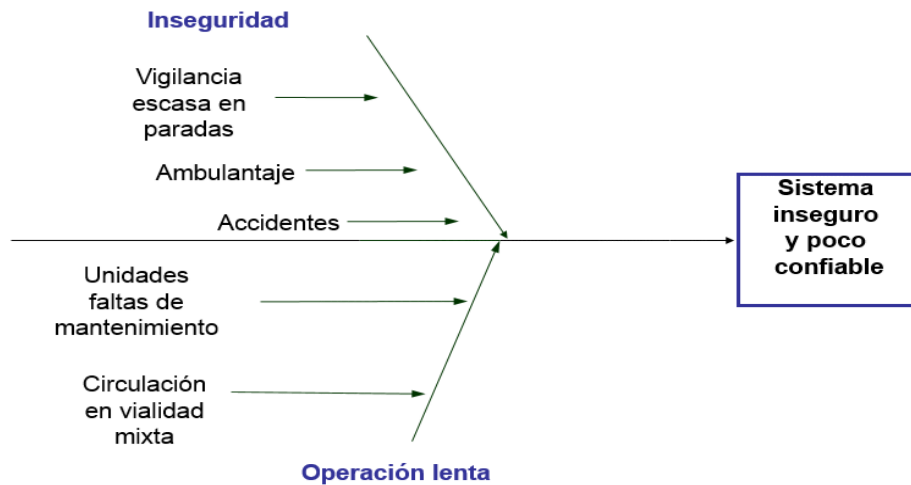 Inseguridad
Vigilancia
escasa en
paradas
Ambulantaje
Accidentes
Sistema
inseguro
y poco
confiable
Unidades
faltas de
mantenimiento
Circulación
en vialidad
mixta
Operación lenta